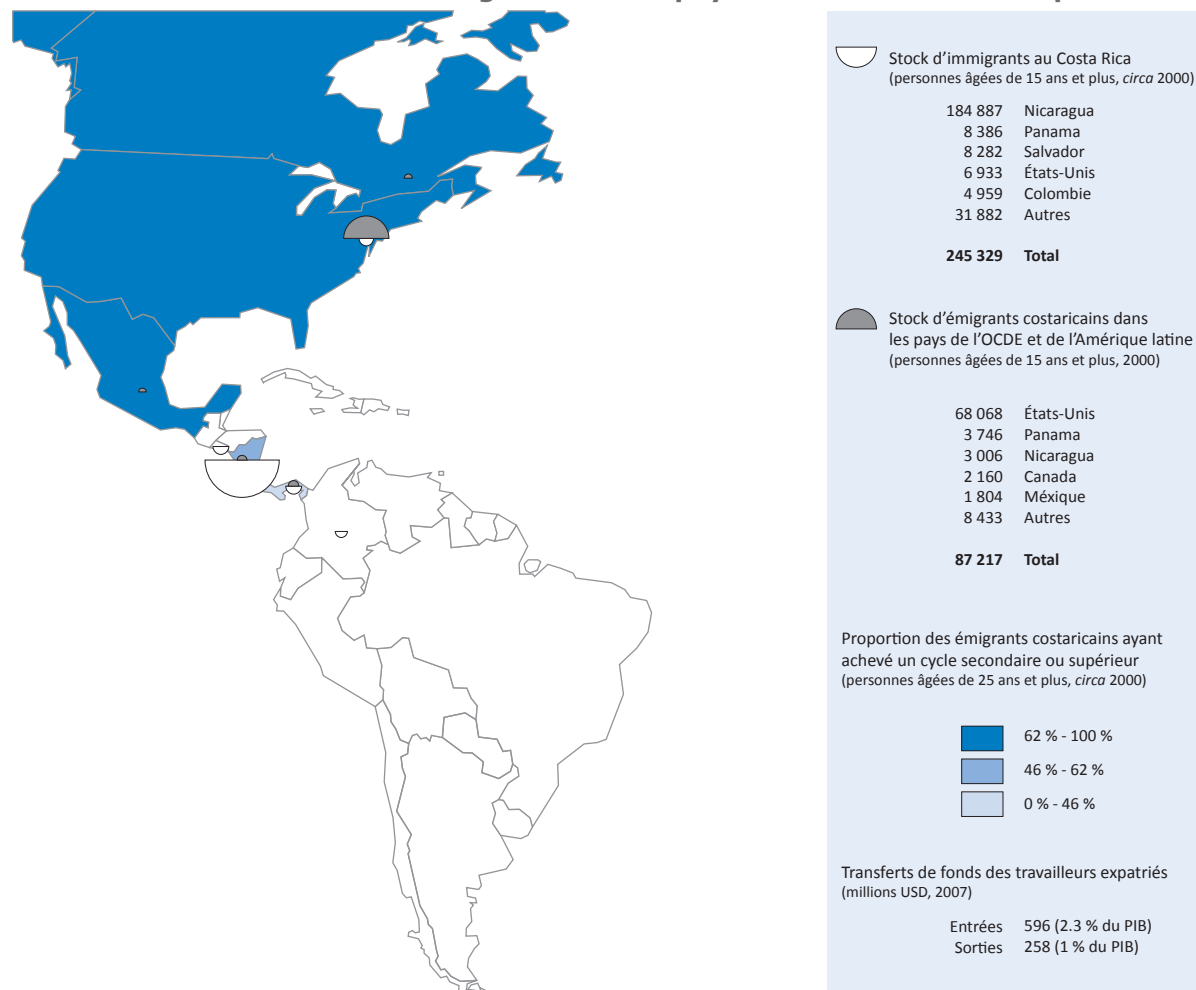 Stock d'immigrants au Costa Rica
(personnes âgées de 15 ans et plus, circa 2000)
184 887 Nicaragua
8 386 Panama
8 282 Salvador
6 933 États-Unis
4 959 Colombie
31 882 Autres
245 329 Total
Stock d'émigrants costaricains dans
les pays de l'OCDE et de l'Amérique latine
(personnes âgées de 15 ans et plus, 2000)
68 068 États-Unis
3 746 Panama
3 006 Nicaragua
2 160 Canada
1 804 Méxique
8 433 Autres
87 217 Total
Proportion des émigrants costaricains ayant
achevé un cycle secondaire ou supérieur
(personnes âgées de 25 ans et plus, circa 2000)
62 % - 100 %
46 % - 62 %
0 % - 46 %
Transferts de fonds des travailleurs expatriés
(millions USD, 2007)
Entrées 596 (2.3 % du PIB)
Sorties 258 (1 % du PIB)